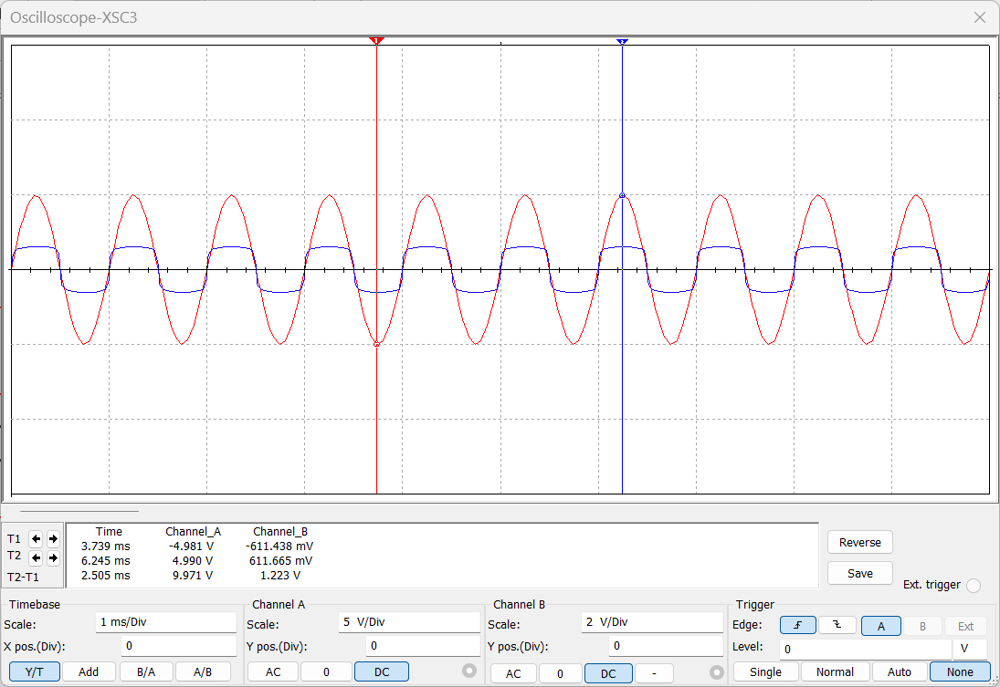 Oscilloscope-XSC3
1 2
Time Channel_A Channel_B
T1 3.739 ms -4.981 V -611.438 mV
T2 6.245 ms 4.990 V 611.665 mV
T2-T1 2.505 ms 9.971 V 1.223 V
Reverse
Save
Ext. trigger
Timebase Channel A Channel B Trigger
Scale: 1 ms/Div Scale: 5 V/Div Scale: 2 V/Div Edge: A B Ext
X pos.(Div): 0 Y pos.(Div): 0 Y pos.(Div): 0 Level: 0 V
Y/T Add B/A A/B AC 0 DC AC 0 DC - Single Normal Auto None